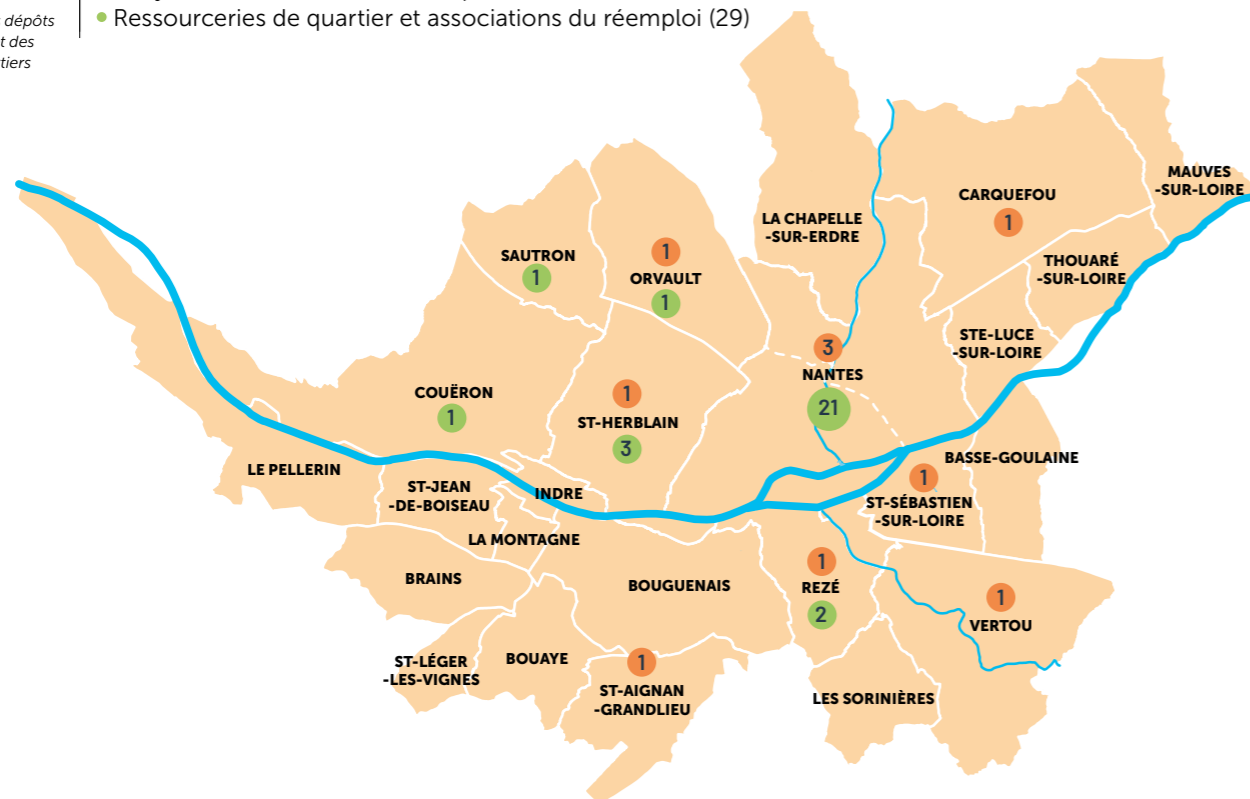 dépôts
t des
tiers
• Ressourceries de quartier et associations du réemploi (29)
MAUVES
-SUR-LOIRE
CARQUEFOU
1
LA CHAPELLE
-SUR-ERDRE
THOUARÉ
-SUR-LOIRE
SAUTRON
1
1
ORVAULT
1
STE-LUCE
-SUR-LOIRE
3
NANTES
21
COUËRON
1
1
ST-HERBLAIN
3
BASSE-GOULAINE
LE PELLERIN
ST-JEAN
-DE-BOISEAU
INDRE
1
ST-SÉBASTIEN
-SUR-LOIRE
LA MONTAGNE
BRAINS
BOUGUENAIS
1
REZÉ
2
1
VERTOU
ST-LÉGER
-LES-VIGNES
BOUAYE
1
ST-AIGNAN
-GRANDLIEU
LES SORINIÈRES